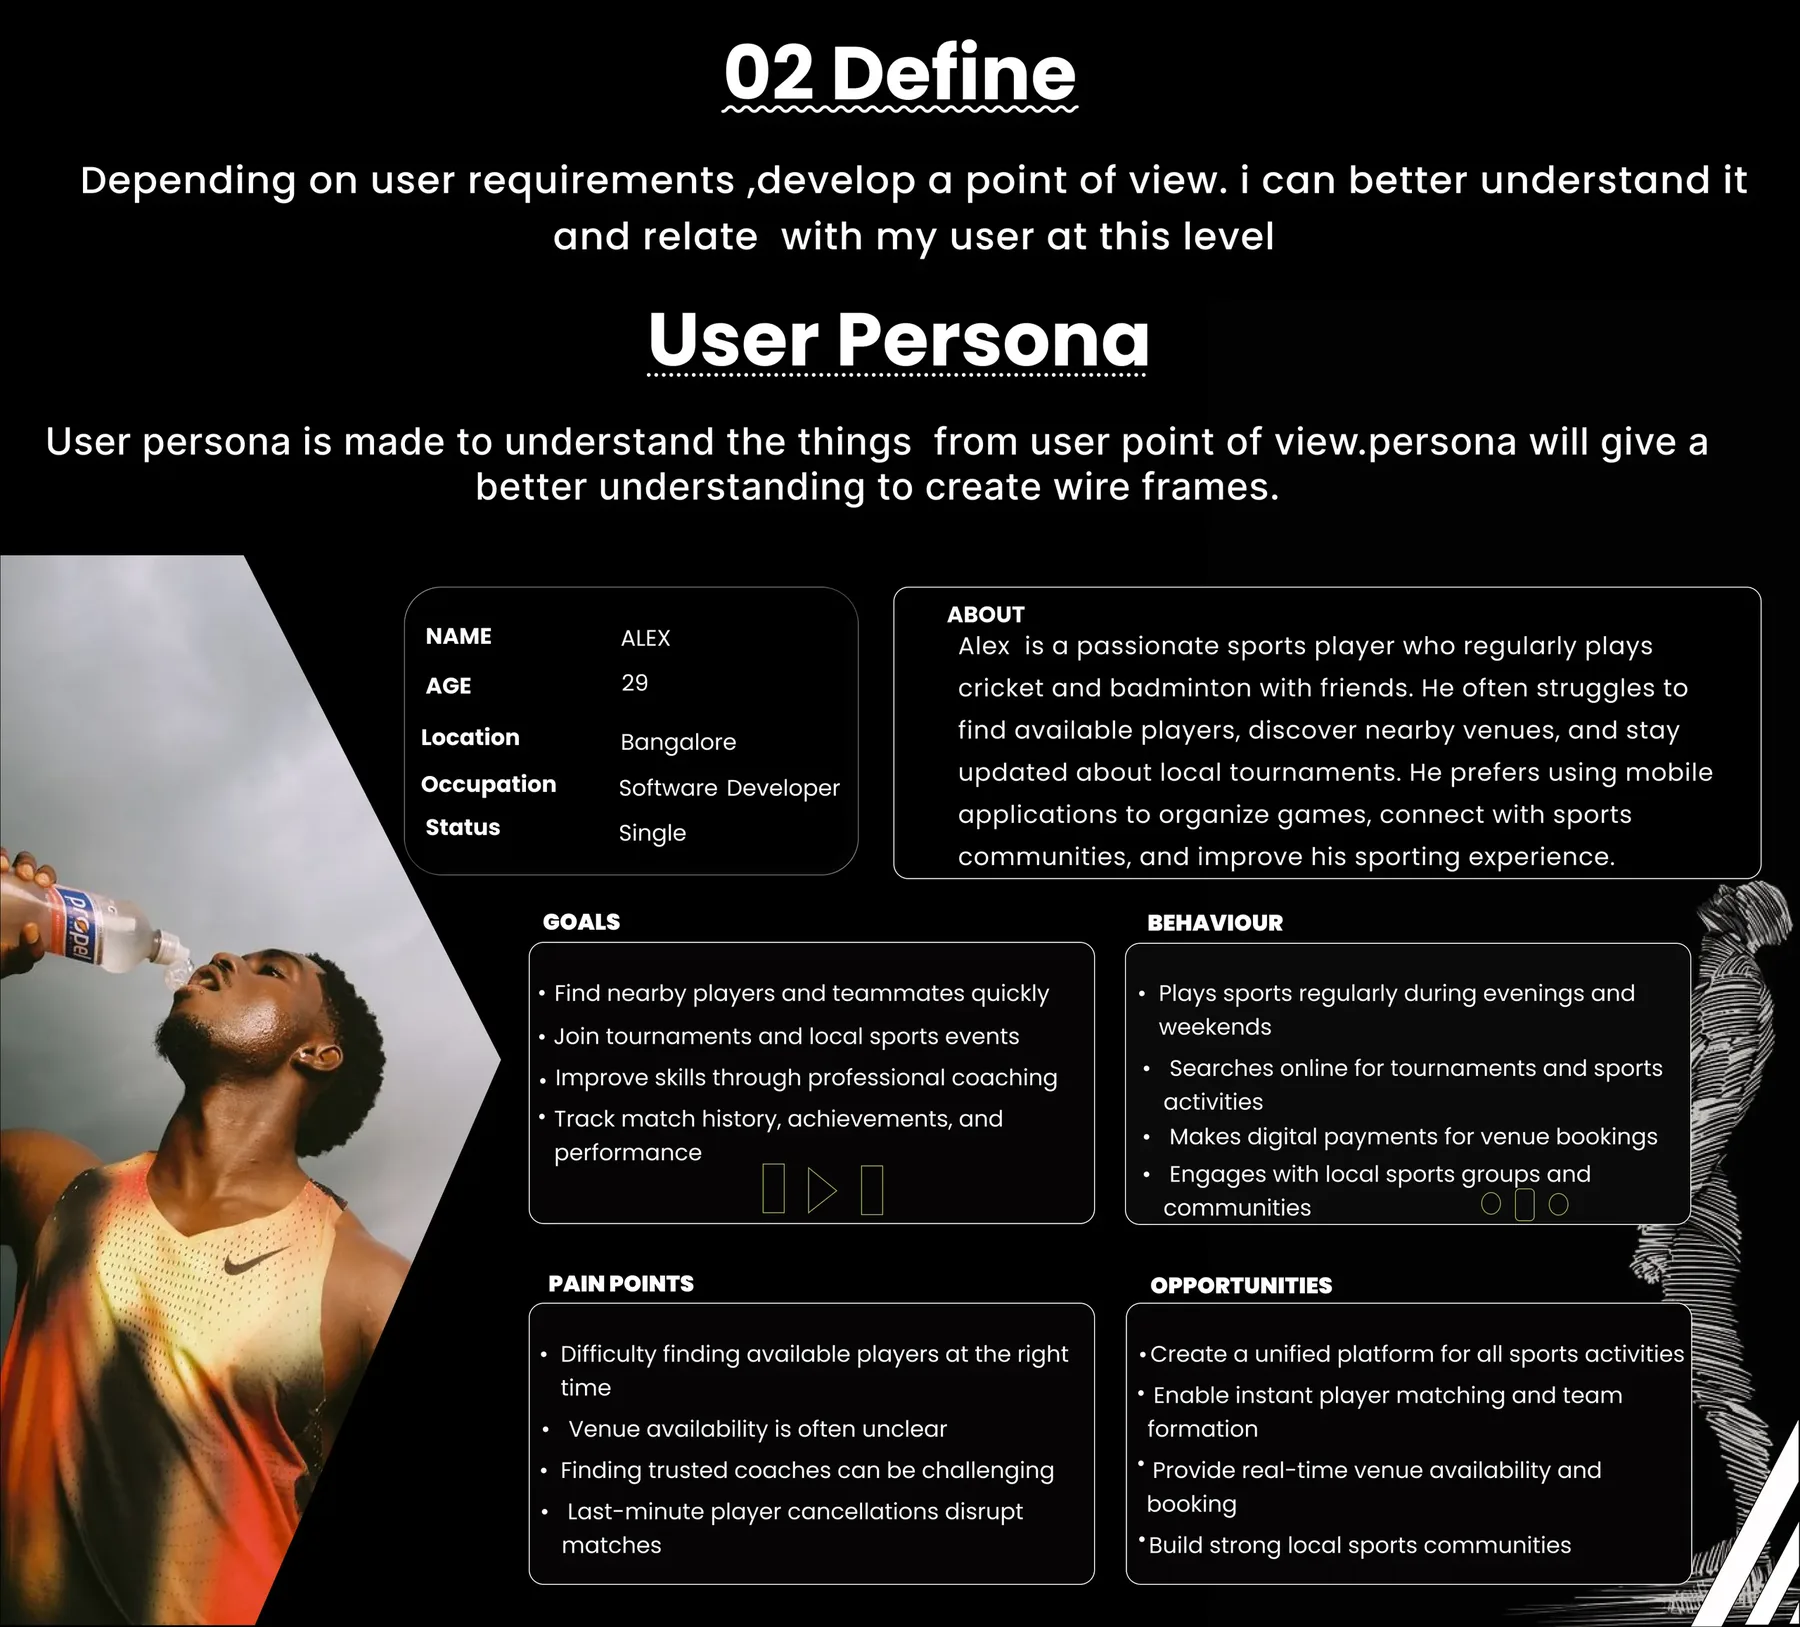 02 Define
Depending on user requirements ,develop a point of view. i can better understand it
and relate  with my user at this level
User Persona
User persona is made to understand the things  from user point of view.persona will give a
better understanding to create wire frames.
NAME ALEX
AGE 29
Location Bangalore
Occupation Software Developer
Status Single
ABOUT
Alex  is a passionate sports player who regularly plays
cricket and badminton with friends. He often struggles to
find available players, discover nearby venues, and stay
updated about local tournaments. He prefers using mobile
applications to organize games, connect with sports
communities, and improve his sporting experience.
propel
GOALS
• Find nearby players and teammates quickly
• Join tournaments and local sports events
• Improve skills through professional coaching
• Track match history, achievements, and
performance
BEHAVIOUR
• Plays sports regularly during evenings and
weekends
• Searches online for tournaments and sports
activities
• Makes digital payments for venue bookings
• Engages with local sports groups and
communities
PAIN POINTS
• Difficulty finding available players at the right
time
• Venue availability is often unclear
• Finding trusted coaches can be challenging
• Last-minute player cancellations disrupt
matches
OPPORTUNITIES
• Create a unified platform for all sports activities
• Enable instant player matching and team
formation
• Provide real-time venue availability and
booking
• Build strong local sports communities